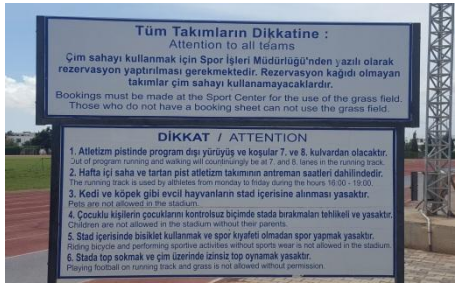 Tüm Takımların Dikkatine :
Attention to all teams
Çim sahayı kullanmak için Spor İşleri Müdürlüğü'nden yazılı olarak
rezervasyon yaptırılması gerekmektedir. Rezervasyon kağıdı olmayan
takımlar çim sahayı kullanamayacaklardır.
Bookings must be made at the Sport Center for the use of the grass field.
Those who do not have a booking sheet can not use the grass field.
DİKKAT / ATTENTION
1. Atletizm pistinde program dışı yürüyüş ve koşular 7. ve 8. kulvardan olacaktır.
Out of program running and walking will countinuingly be at 7. and 8. lanes in the running track.
2. Hafta içi saha ve tartan pist atletizm takımının antreman saatleri dahilindedir.
The running track is used by athletes from monday to friday during the hours 16:00 - 19:00.
3. Kedi ve köpek gibi evcil hayvanların stad içerisine alınması yasaktır.
Pets are not allowed in the stadium.
4. Çocuklu kişilerin çocuklarını kontrolsuz biçimde stada bırakmaları tehlikeli ve yasaktır.
Children are not allowed in the stadium without their parents.
5. Stad içerisinde bisiklet kullanmak ve spor kıyafeti olmadan spor yapmak yasaktır.
Riding bicycle and performing sportive activities without sports wear is not allowed in the stadium.
6. Stada top sokmak ve çim üzerinde izinsiz top oynamak yasaktır.
Playing football on running track and grass is not allowed without permission.